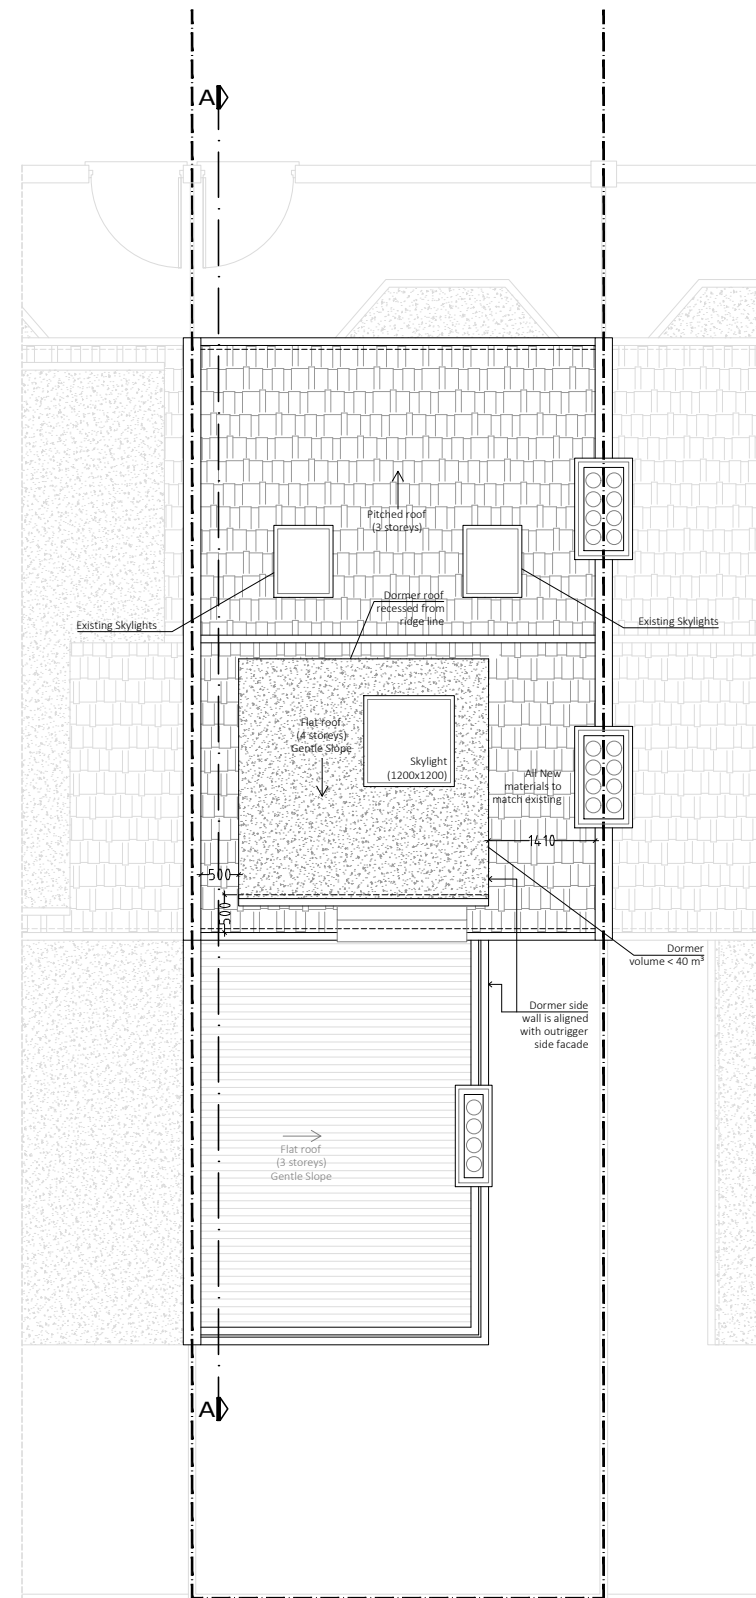 A
Pitched roof
(3 storeys)
Dormer roof
recessed from
ridge line
Existing Skylights
Existing Skylights
Flat roof
(4 storeys)
Gentle Slope
Skylight
(1200x1200)
All New
materials to
match existing
1410
500
500
Dormer
volume < 40 m³
Dormer side
wall is aligned
with outrigger
side facade
Flat roof
(3 storeys)
Gentle Slope
A